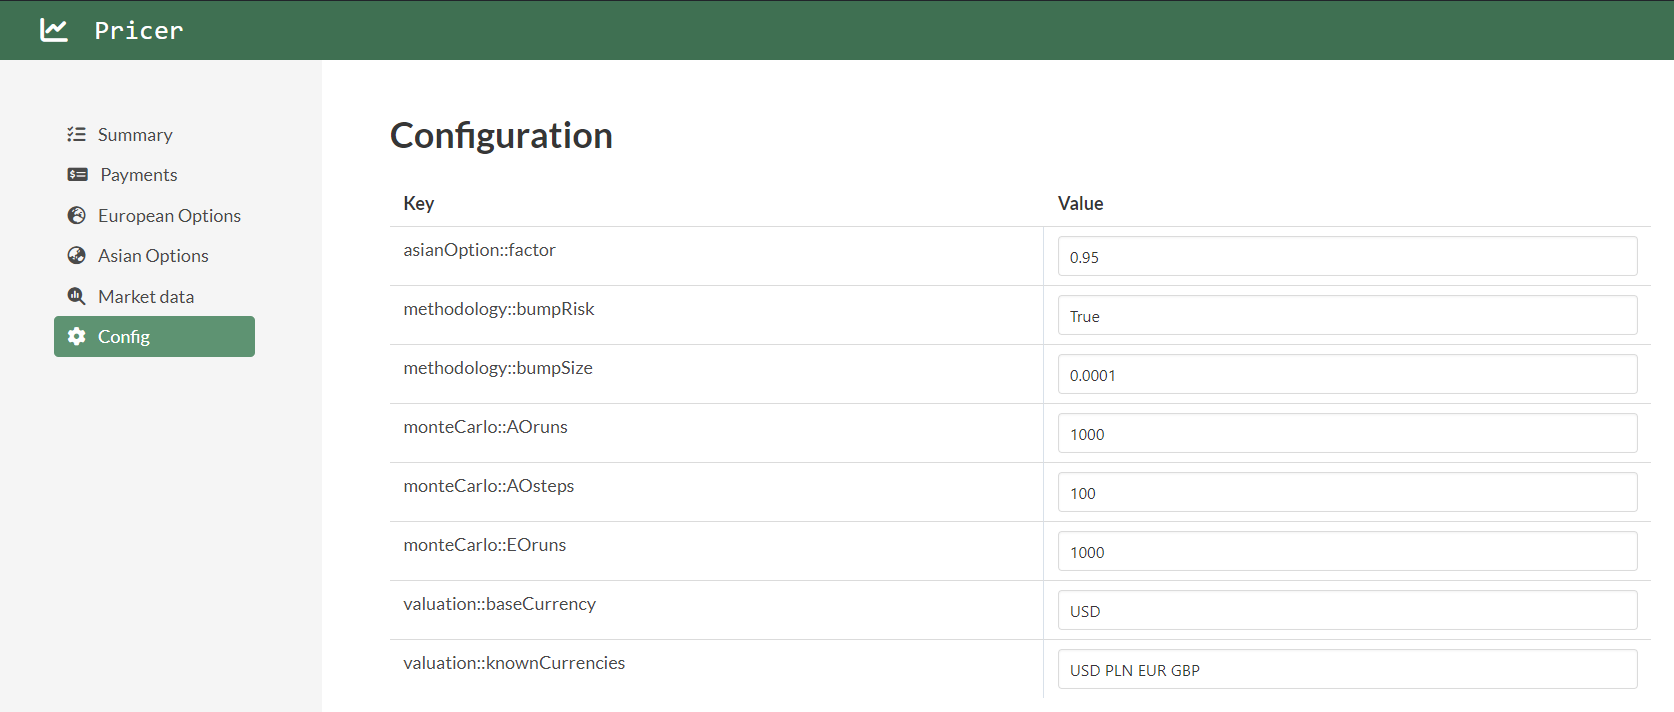 Pricer
Summary
Payments
European Options
Asian Options
Market data
Config
Configuration
Key Value
asianOption::factor 0.95
methodology::bumpRisk True
methodology::bumpSize 0.0001
monteCarlo::AOruns 1000
monteCarlo::AOsteps 100
monteCarlo::EOruns 1000
valuation::baseCurrency USD
valuation::knownCurrencies USD PLN EUR GBP